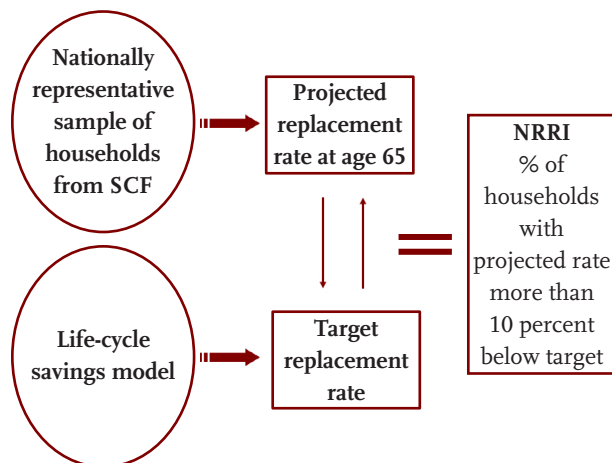 Nationally
representative
sample of
households
from SCF
Projected
replacement
rate at age 65
NRRI
% of
households
with
projected rate
more than
10 percent
below target
Life-cycle
savings model
Target
replacement
rate